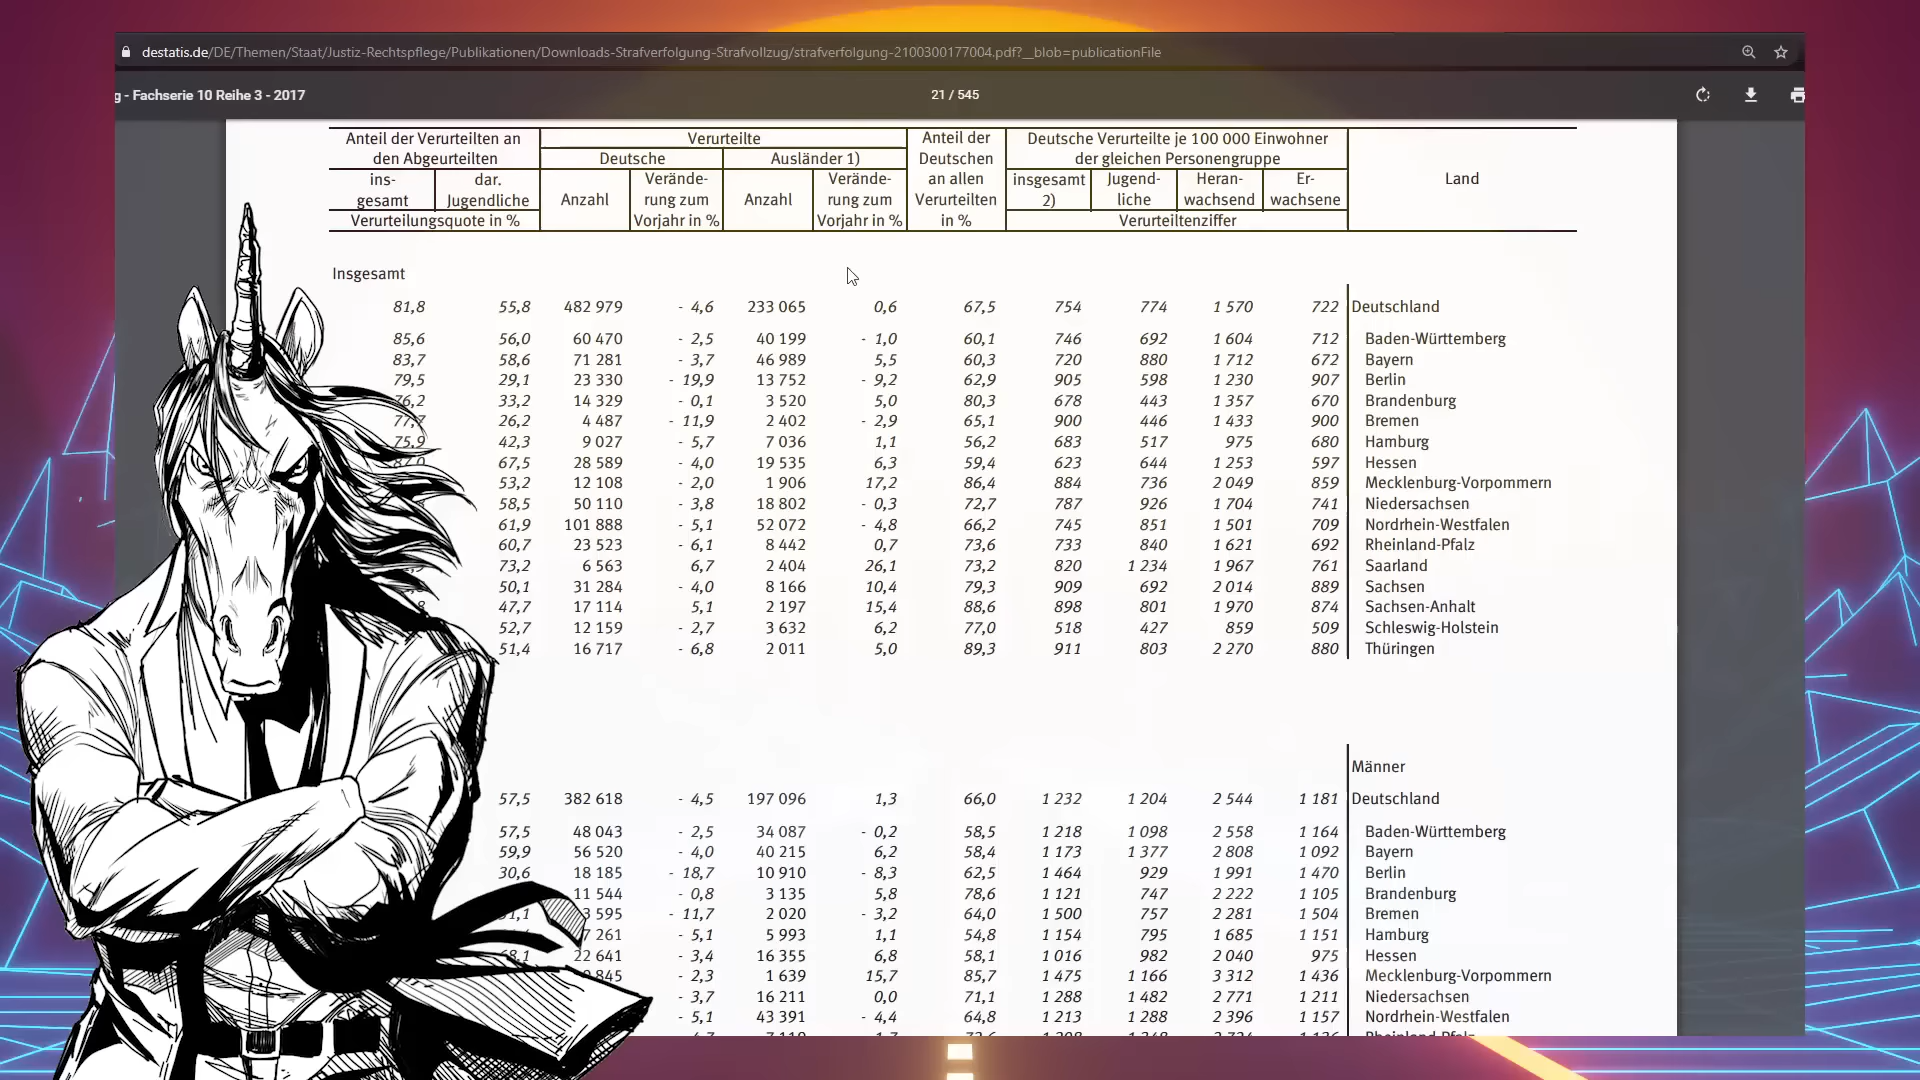 destatis.de/DE/Themen/Staat/Justiz-Rechtspflege/Publikationen/Downloads-Strafverfolgung-Strafvollzug/strafverfolgung-2100300177004.pdf?__blob=publicationFile
g - Fachserie 10 Reihe 3 - 2017 21 / 545
Anteil der Verurteilten an Verurteilte Anteil der Deutsche Verurteilte je 100 000 Einwohner
den Abgeurteilten Deutsche Ausländer 1) Deutschen der gleichen Personengruppe
ins- dar. Anzahl Verände- Anzahl Verände- an allen insgesamt Jugend- Heran- Er- Land
gesamt Jugendliche rung zum rung zum Verurteilten 2) liche wachsend wachsene
Verurteilungsquote in % Vorjahr in % Vorjahr in % in % Verurteiltenziffer
Insgesamt
81,8 55,8 482 979 - 4,6 233 065 0,6 67,5 754 774 1 570 722 Deutschland
85,6 56,0 60 470 - 2,5 40 199 - 1,0 60,1 746 692 1 604 712 Baden-Württemberg
83,7 58,6 71 281 - 3,7 46 989 5,5 60,3 720 880 1 712 672 Bayern
79,5 29,1 23 330 - 19,9 13 752 - 9,2 62,9 905 598 1 230 907 Berlin
76,2 33,2 14 329 - 0,1 3 520 5,0 80,3 678 443 1 357 670 Brandenburg
77,7 26,2 4 487 - 11,9 2 402 - 2,9 65,1 900 446 1 433 900 Bremen
75,9 42,3 9 027 - 5,7 7 036 1,1 56,2 683 517 975 680 Hamburg
67,5 28 589 - 4,0 19 535 6,3 59,4 623 644 1 253 597 Hessen
53,2 12 108 - 2,0 1 906 17,2 86,4 884 736 2 049 859 Mecklenburg-Vorpommern
58,5 50 110 - 3,8 18 802 - 0,3 72,7 787 926 1 704 741 Niedersachsen
61,9 101 888 - 5,1 52 072 - 4,8 66,2 745 851 1 501 709 Nordrhein-Westfalen
60,7 23 523 - 6,1 8 442 0,7 73,6 733 840 1 621 692 Rheinland-Pfalz
73,2 6 563 6,7 2 404 26,1 73,2 820 1 234 1 967 761 Saarland
50,1 31 284 - 4,0 8 166 10,4 79,3 909 692 2 014 889 Sachsen
47,7 17 114 5,1 2 197 15,4 88,6 898 801 1 970 874 Sachsen-Anhalt
52,7 12 159 - 2,7 3 632 6,2 77,0 518 427 859 509 Schleswig-Holstein
51,4 16 717 - 6,8 2 011 5,0 89,3 911 803 2 270 880 Thüringen
Männer
57,5 382 618 - 4,5 197 096 1,3 66,0 1 232 1 204 2 544 1 181 Deutschland
57,5 48 043 - 2,5 34 087 - 0,2 58,5 1 218 1 098 2 558 1 164 Baden-Württemberg
59,9 56 520 - 4,0 40 215 6,2 58,4 1 173 1 377 2 808 1 092 Bayern
30,6 18 185 - 18,7 10 910 - 8,3 62,5 1 464 929 1 991 1 470 Berlin
11 544 - 0,8 3 135 5,8 78,6 1 121 747 2 222 1 105 Brandenburg
3 595 - 11,7 2 020 - 3,2 64,0 1 500 757 2 281 1 504 Bremen
7 261 - 5,1 5 993 1,1 54,8 1 154 795 1 685 1 151 Hamburg
22 641 - 3,4 16 355 6,8 58,1 1 016 982 2 040 975 Hessen
845 - 2,3 1 639 15,7 85,7 1 475 1 166 3 312 1 436 Mecklenburg-Vorpommern
- 3,7 16 211 0,0 71,1 1 288 1 482 2 771 1 211 Niedersachsen
- 5,1 43 391 - 4,4 64,8 1 213 1 288 2 396 1 157 Nordrhein-Westfalen